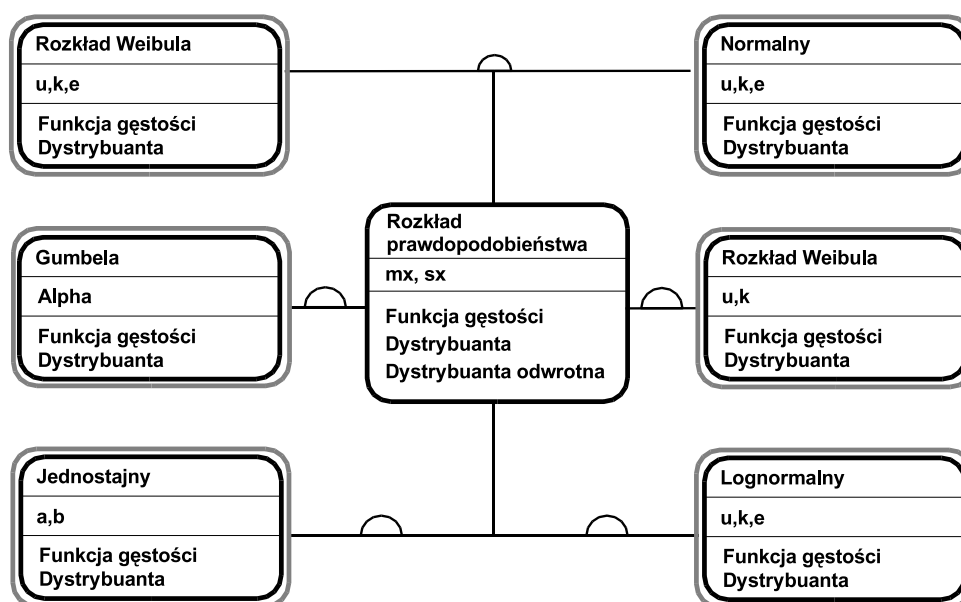 Rozkład Weibula
u,k,e
Funkcja gęstości
Dystrybuanta
Normalny
u,k,e
Funkcja gęstości
Dystrybuanta
Gumbela
Alpha
Funkcja gęstości
Dystrybuanta
Rozkład
prawdopodobieństwa
mx, sx
Funkcja gęstości
Dystrybuanta
Dystrybuanta odwrotna
Rozkład Weibula
u,k
Funkcja gęstości
Dystrybuanta
Jednostajny
a,b
Funkcja gęstości
Dystrybuanta
Lognormalny
u,k,e
Funkcja gęstości
Dystrybuanta